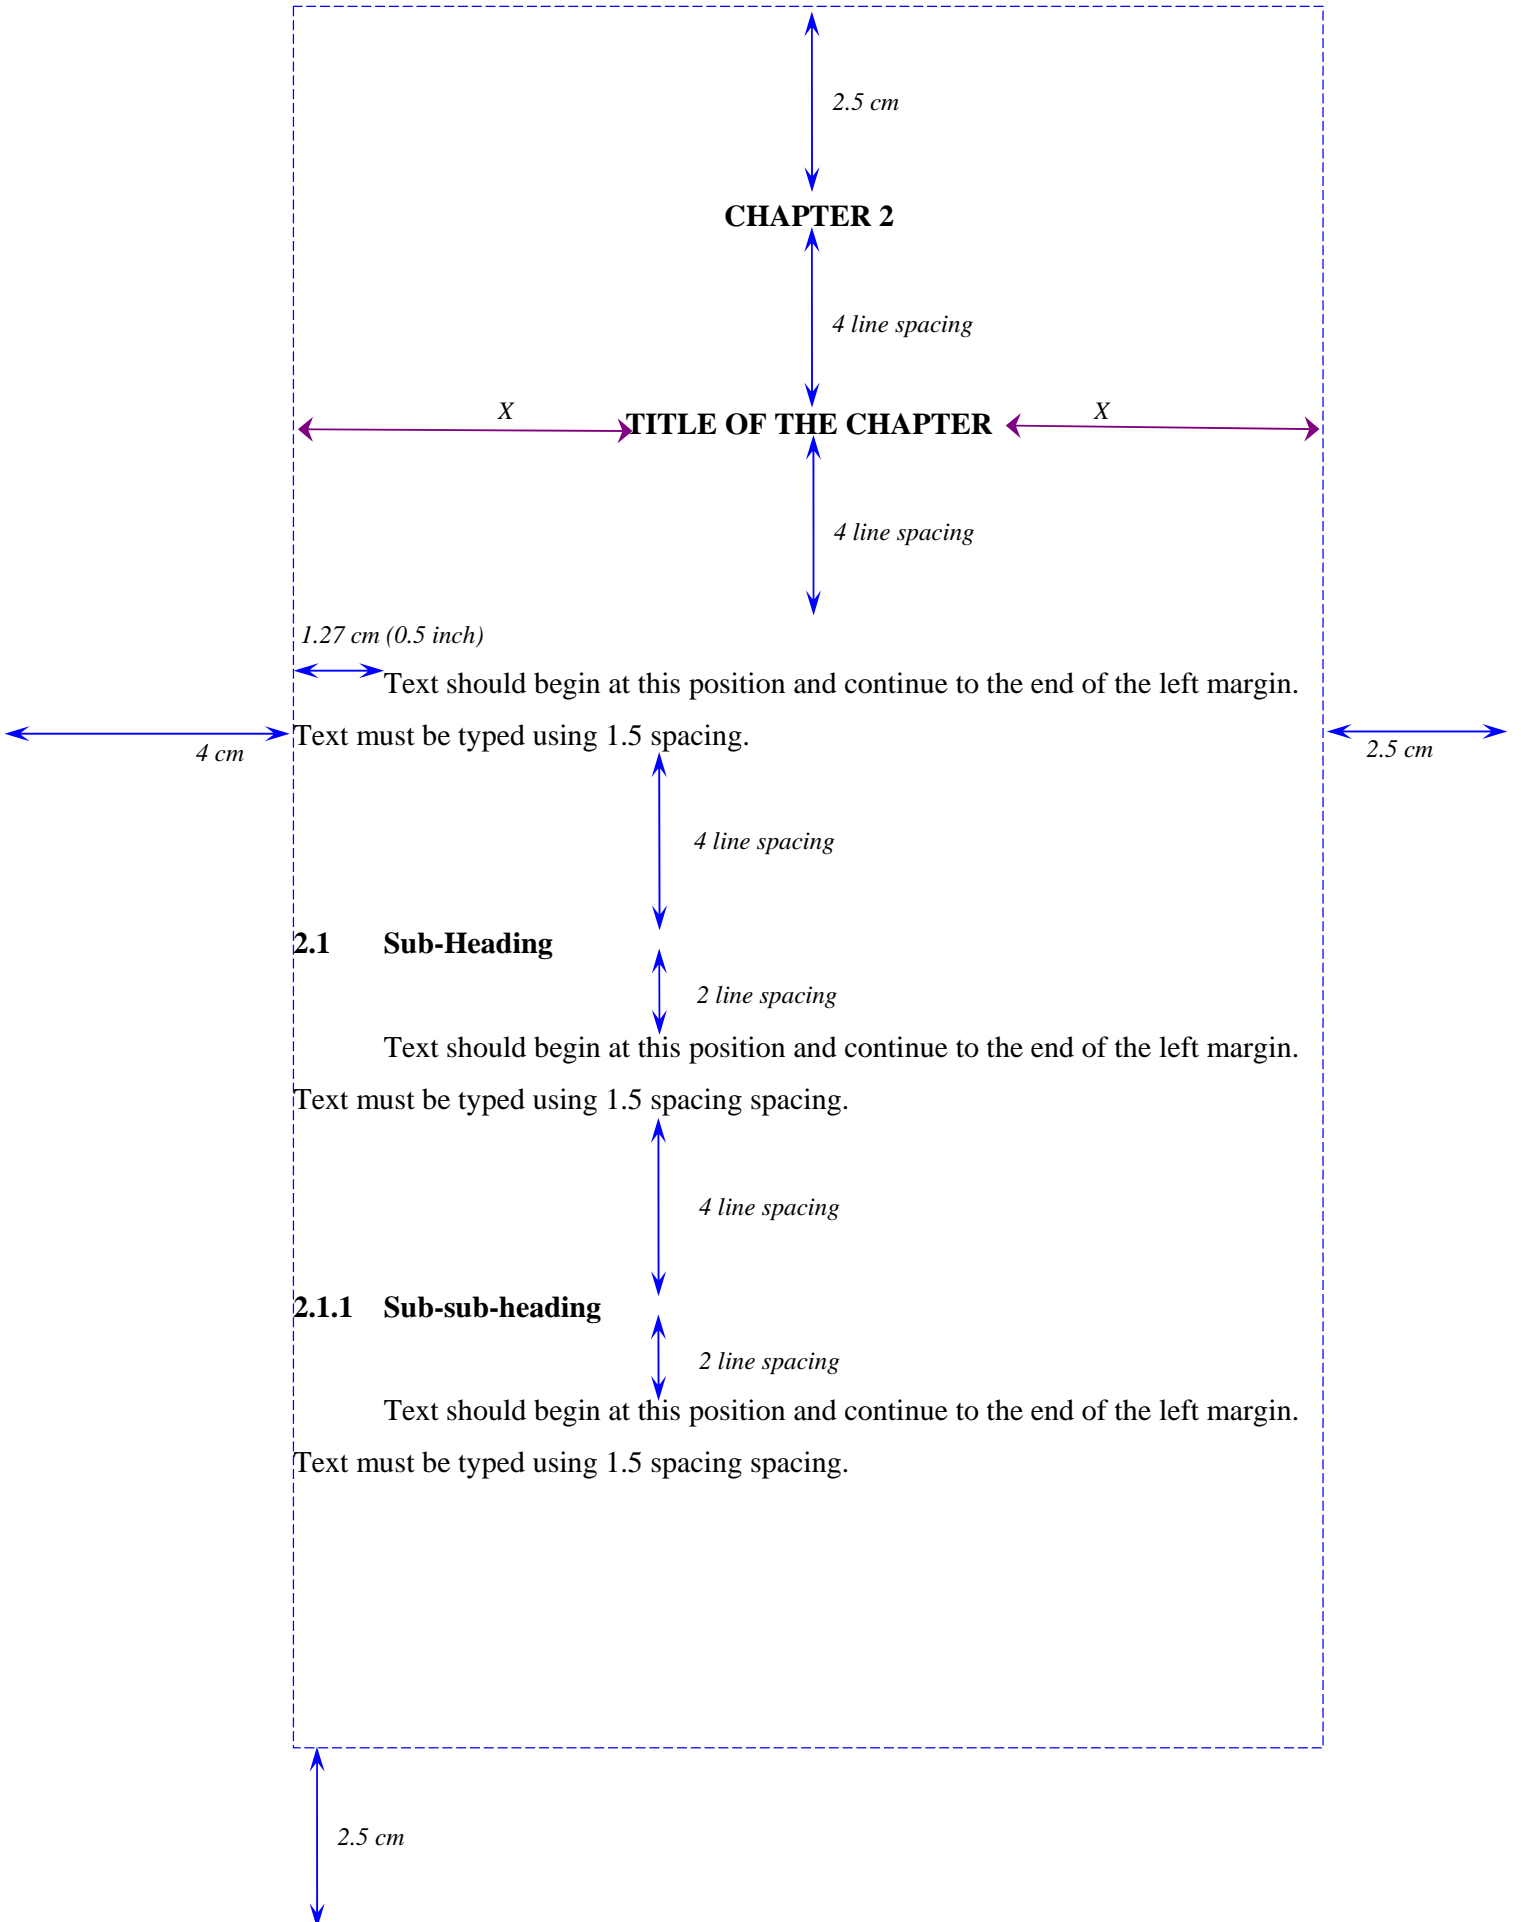 2.5 cm
CHAPTER 2
4 line spacing
X TITLE OF THE CHAPTER X
4 line spacing
1.27 cm (0.5 inch)
Text should begin at this position and continue to the end of the left margin.
Text must be typed using 1.5 spacing.
4 cm 2.5 cm
4 line spacing
2.1 Sub-Heading
2 line spacing
Text should begin at this position and continue to the end of the left margin.
Text must be typed using 1.5 spacing spacing.
4 line spacing
2.1.1 Sub-sub-heading
2 line spacing
Text should begin at this position and continue to the end of the left margin.
Text must be typed using 1.5 spacing spacing.
2.5 cm